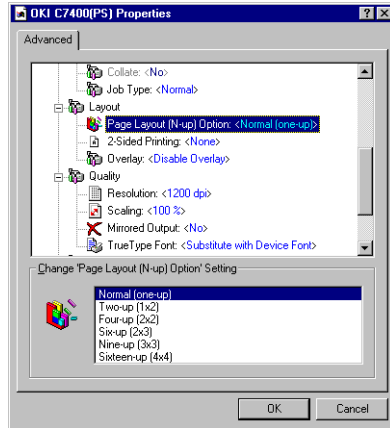 OKI C7400(PS) Properties
Advanced
Collate: <No>
Job Type: <Normal>
Layout
Page Layout (N-up) Option: <Normal (one-up)>
2-Sided Printing: <None>
Overlay: <Disable Overlay>
Quality
Resolution: <1200 dpi>
Scaling: <100 %>
Mirrored Output: <No>
TrueType Font: <Substitute with Device Font>
Change 'Page Layout (N-up) Option' Setting
Normal (one-up)
Two-up (1x2)
Four-up (2x2)
Six-up (2x3)
Nine-up (3x3)
Sixteen-up (4x4)
OK Cancel